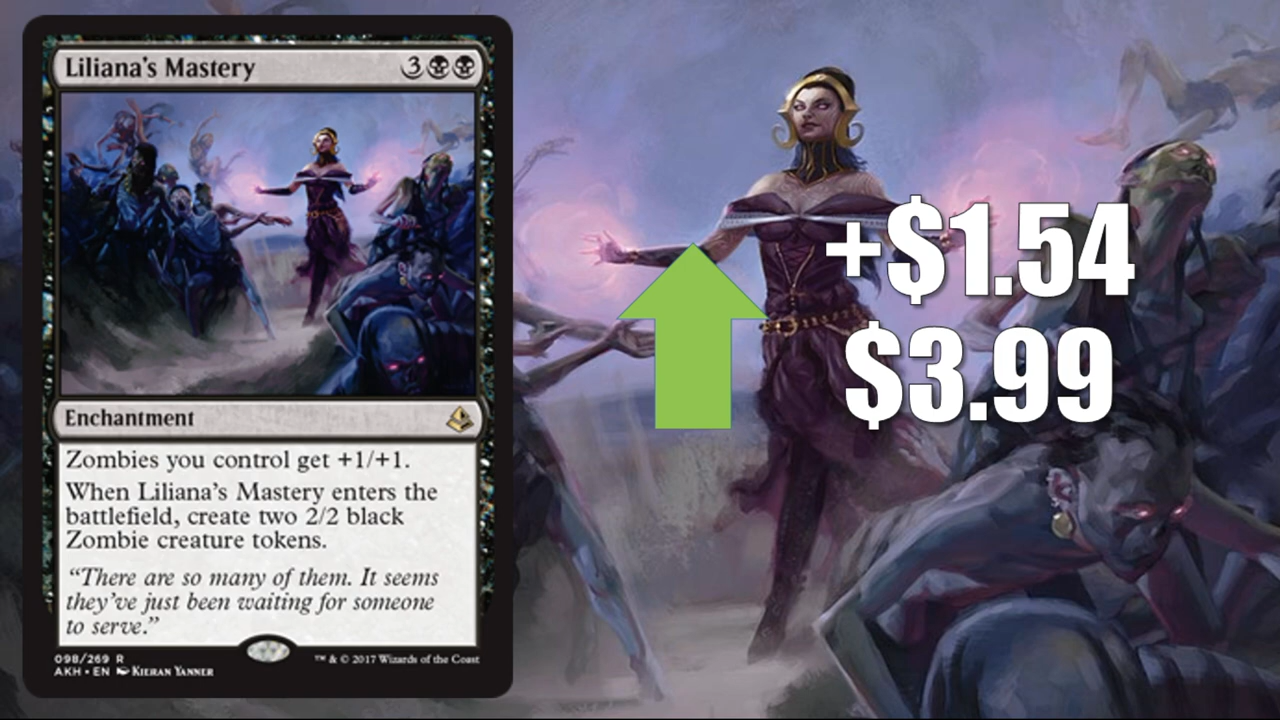 Liliana's Mastery 3
Enchantment
Zombies you control get +1/+1.
When Liliana's Mastery enters the
battlefield, create two 2/2 black
Zombie creature tokens.
“There are so many of them. It seems
they've just been waiting for someone
to serve.”
098/269 R
AKH • EN Kieran Yanner
™ & © 2017 Wizards of the Coast
+$1.54
$3.99